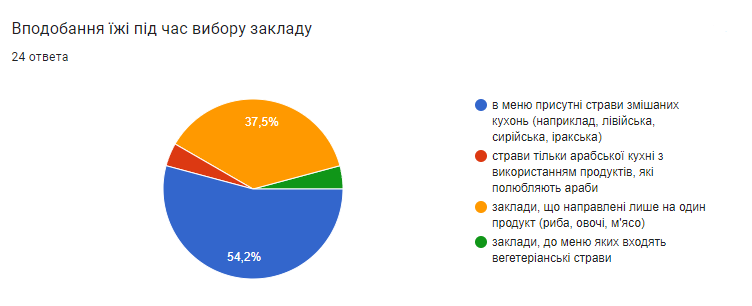 Вподобання їжі під час вибору закладу
24 ответа
37,5%
54,2%
в меню присутні страви змішаних
кухонь (наприклад, лівійська,
сирійська, іракська)
страви тільки арабської кухні з
використанням продуктів, які
полюбляють араби
заклади, що направлені лише на один
продукт (риба, овочі, м'ясо)
заклади, до меню яких входять
вегетеріанські страви